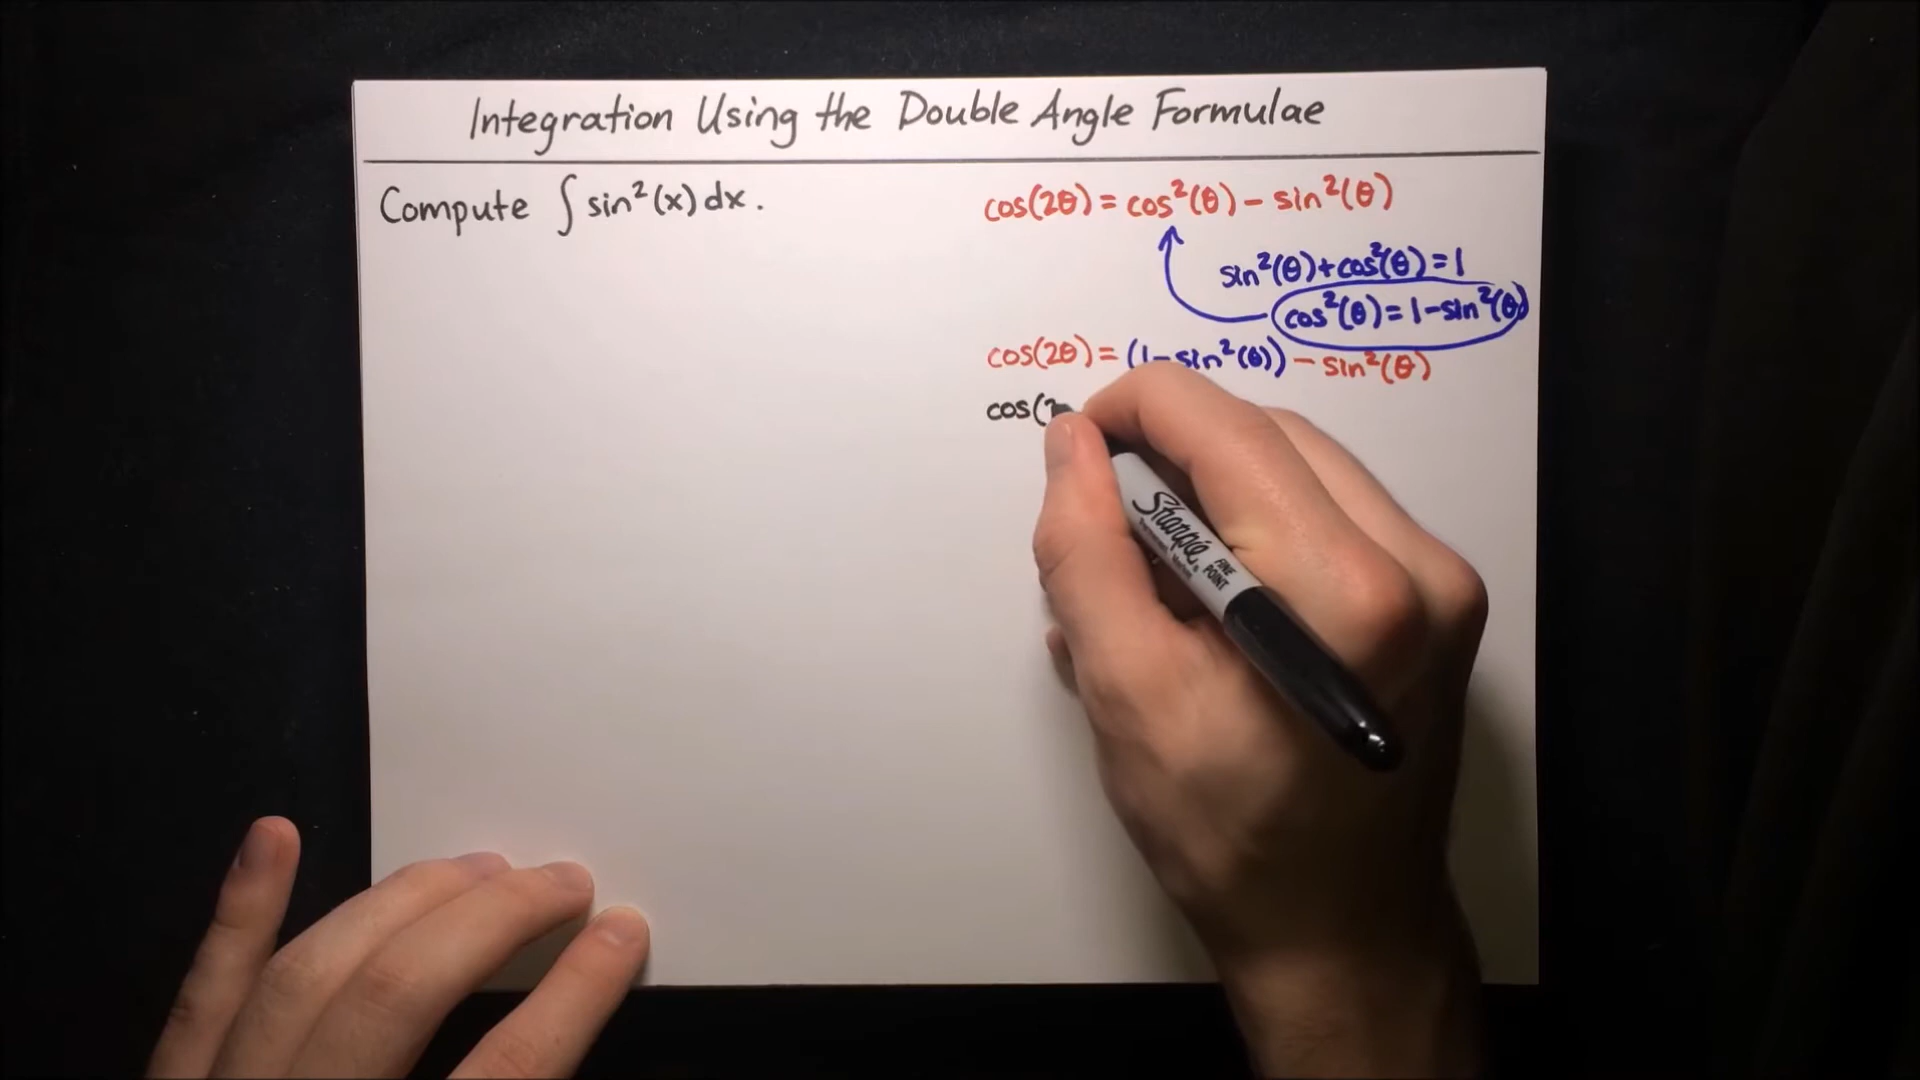 Integration Using the Double Angle Formulae
Compute ∫ sin²(x) dx.
cos(2θ) = cos²(θ) − sin²(θ)
sin²(θ) + cos²(θ) = 1
cos²(θ) = 1 − sin²(θ)
cos(2θ) = (1 − sin²(θ)) − sin²(θ)
cos(2
Sharpie
FINE
POINT